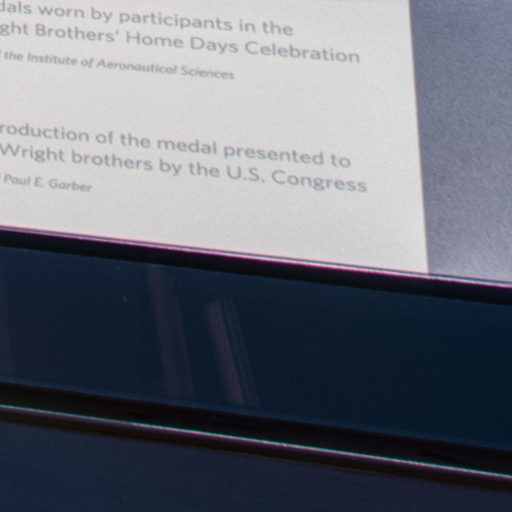 dals worn by participants in the
ght Brothers' Home Days Celebration
the Institute of Aeronautical Sciences
roduction of the medal presented to
Wright brothers by the U.S. Congress
Paul E. Garber